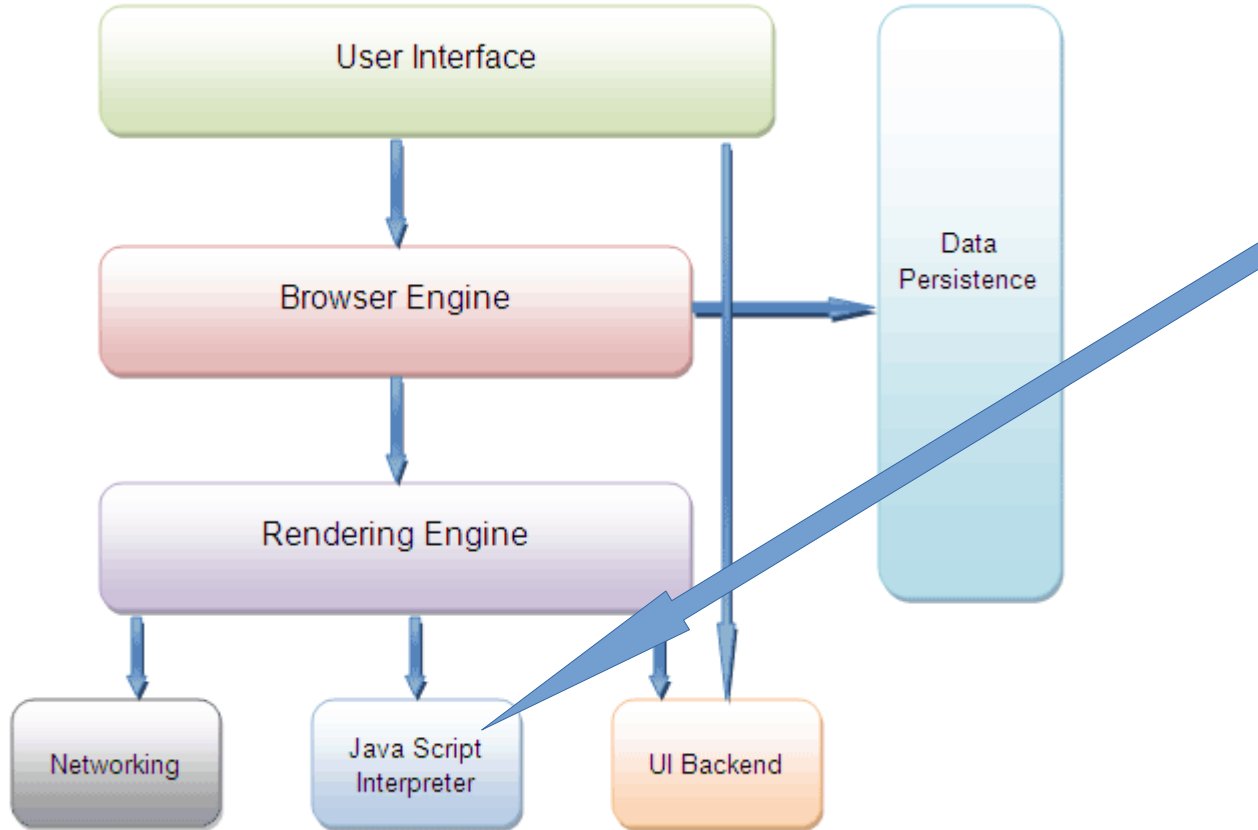 User Interface
Data
Persistence
Browser Engine
Rendering Engine
Networking
Java Script
Interpreter
UI Backend